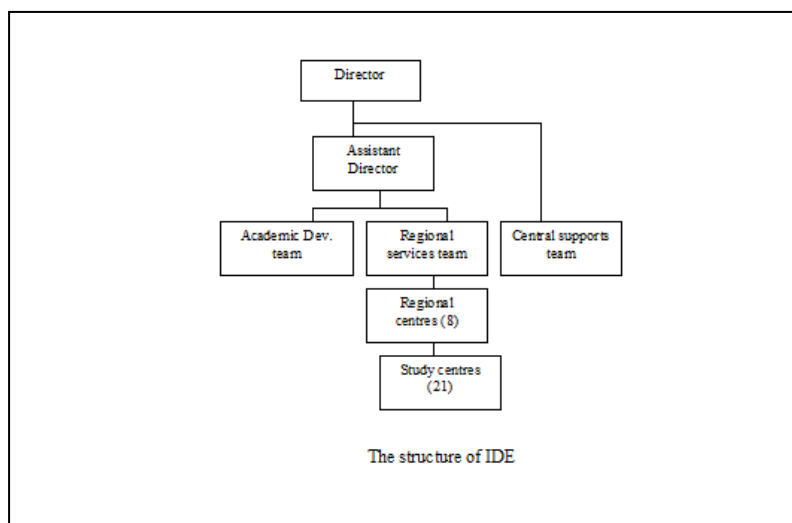 Director
Assistant
Director
Academic Dev.
team
Regional
services team
Central supports
team
Regional
centres (8)
Study centres
(21)
The structure of IDE